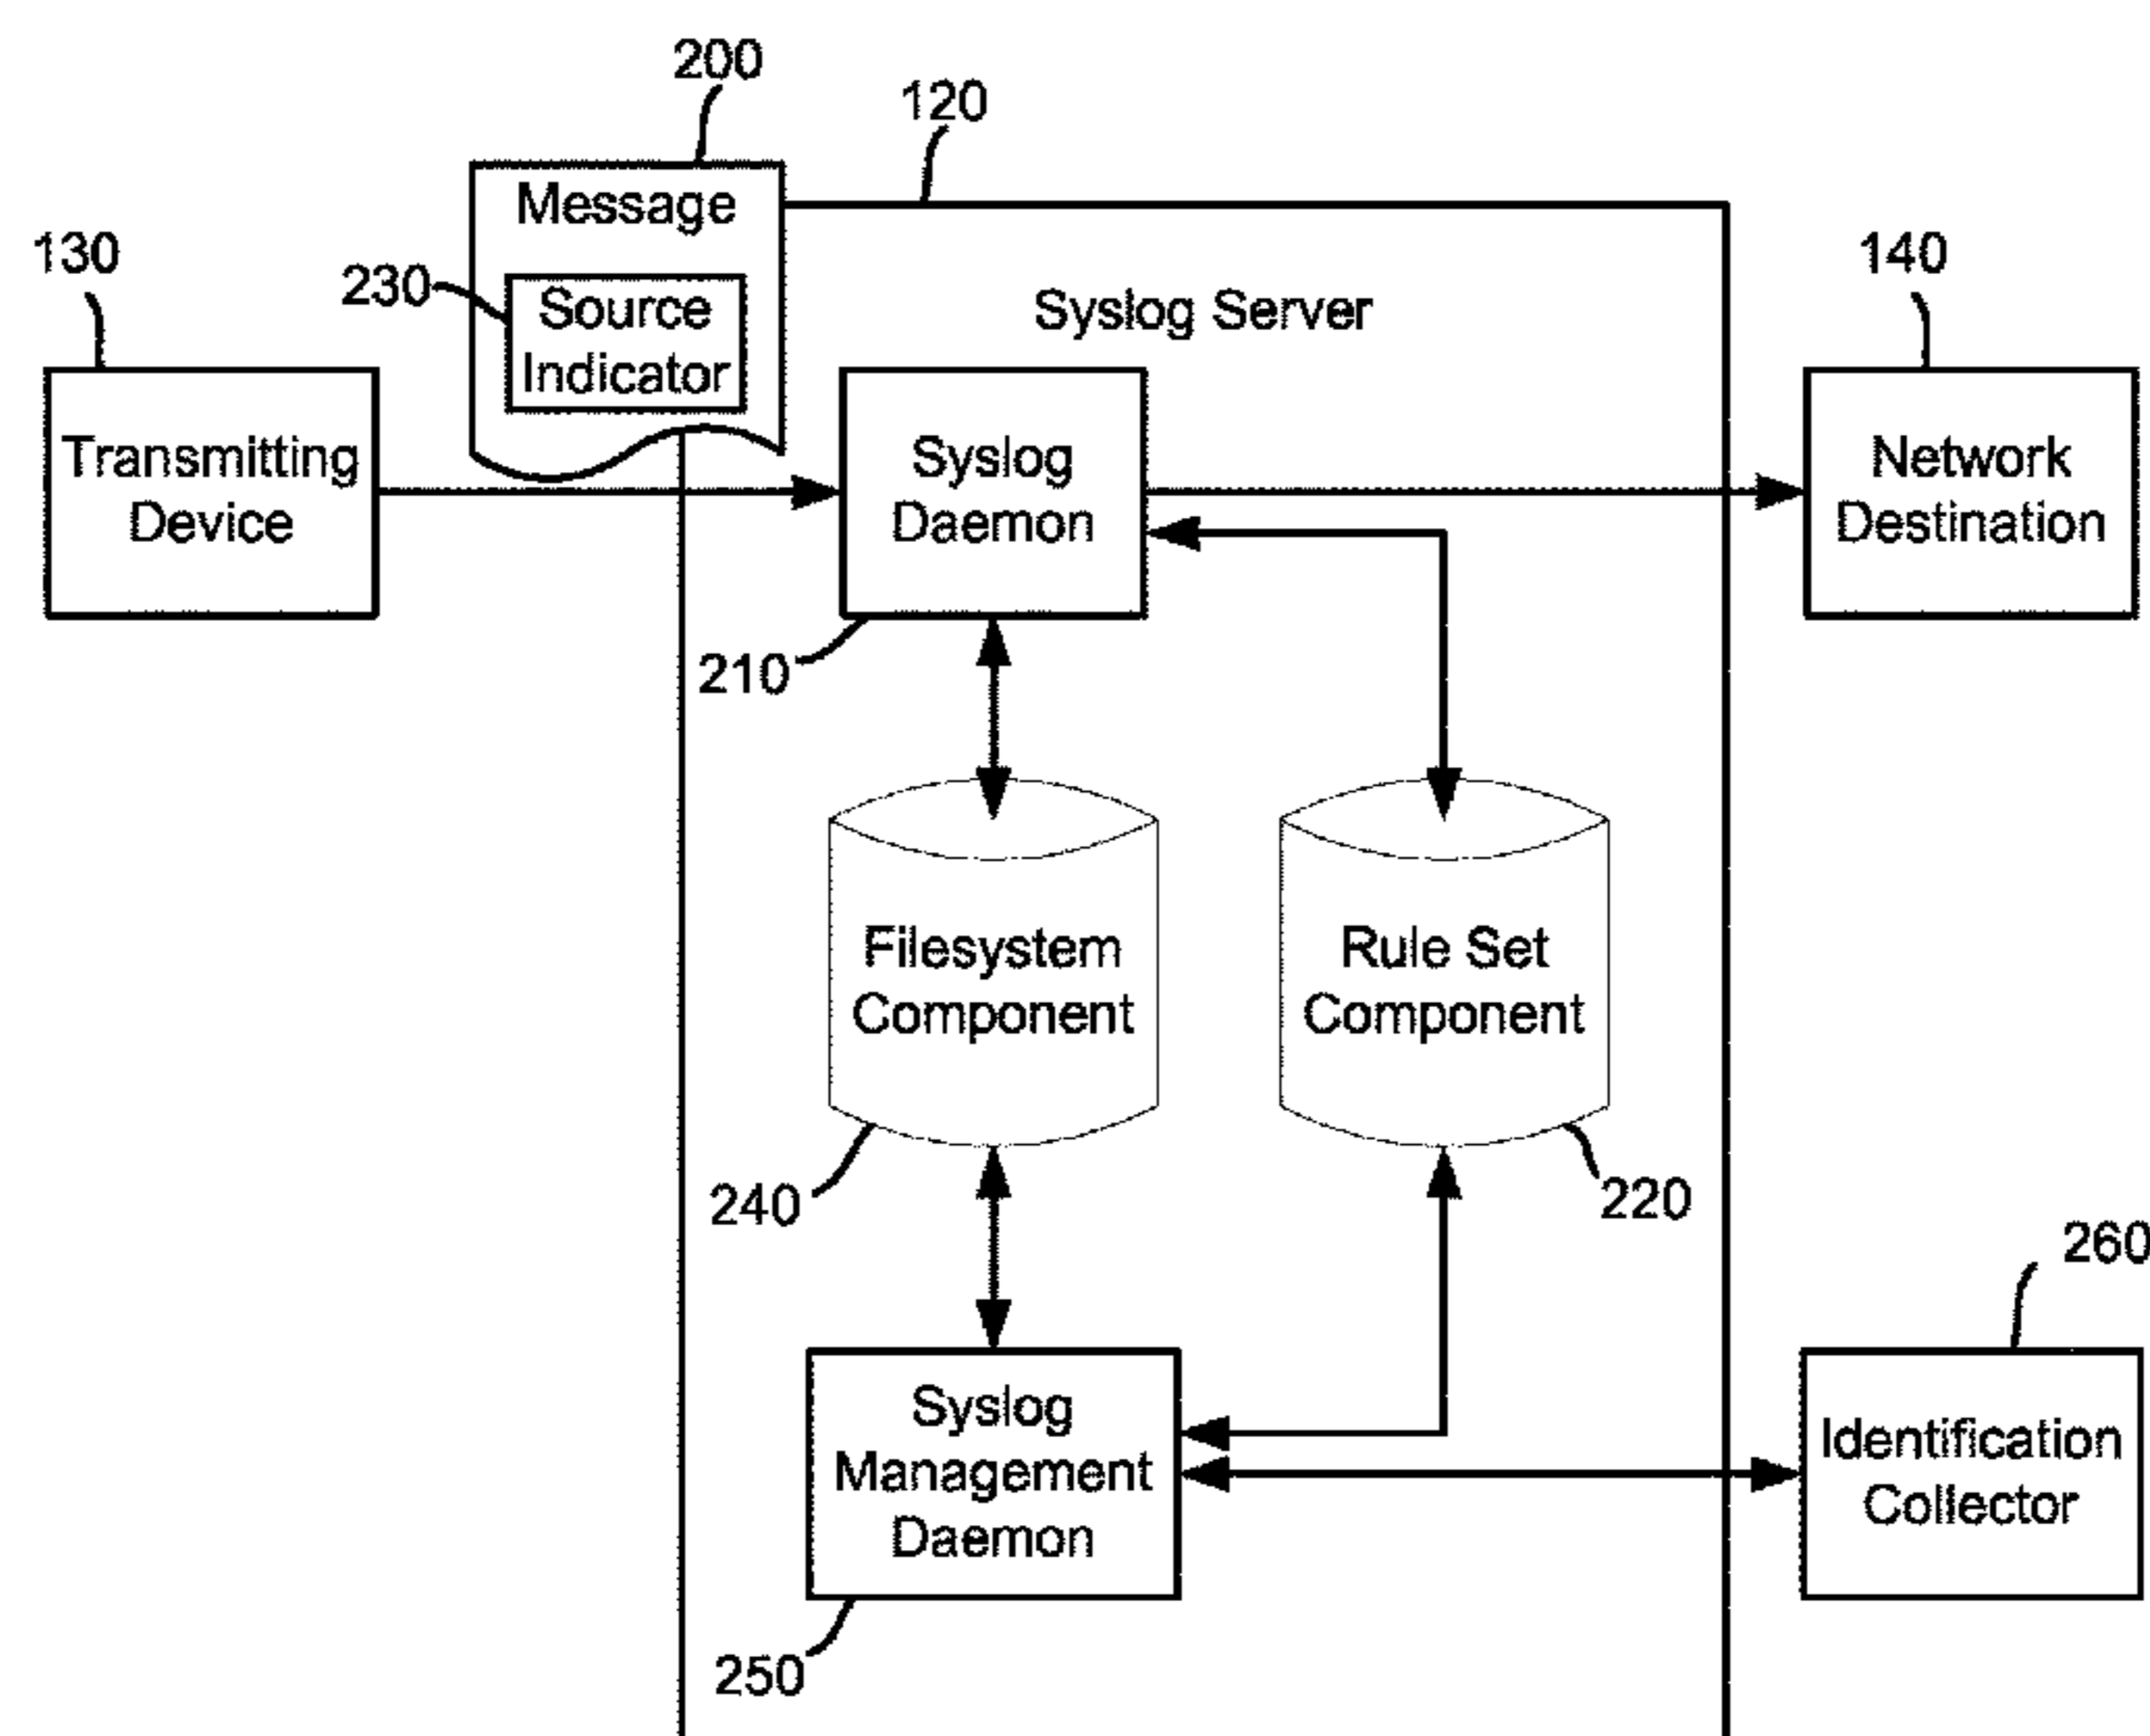 200
120
Message
130
230
Source
Indicator
Syslog Server
140
Transmitting
Device
Syslog
Daemon
Network
Destination
210
Filesystem
Component
Rule Set
Component
240
220
260
Syslog
Management
Daemon
Identification
Collector
250